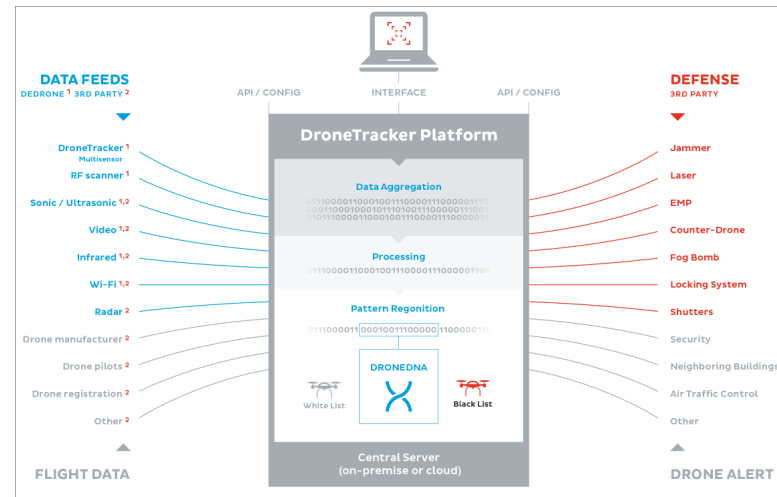 DATA FEEDS
DEDRONE 1 3RD PARTY 2
DroneTracker 1
Multisensor
RF scanner 1
Sonic / Ultrasonic 1,2
Video 1,2
Infrared 1,2
Wi-Fi 1,2
Radar 2
Drone manufacturer 2
Drone pilots 2
Drone registration 2
Other 2
FLIGHT DATA
API / CONFIG
INTERFACE
API / CONFIG
DroneTracker Platform
Data Aggregation
Processing
Pattern Regonition
00010011100000
DRONEDNA
White List
Black List
Central Server
(on-premise or cloud)
DEFENSE
3RD PARTY
Jammer
Laser
EMP
Counter-Drone
Fog Bomb
Locking System
Shutters
Security
Neighboring Buildings
Air Traffic Control
Other
DRONE ALERT